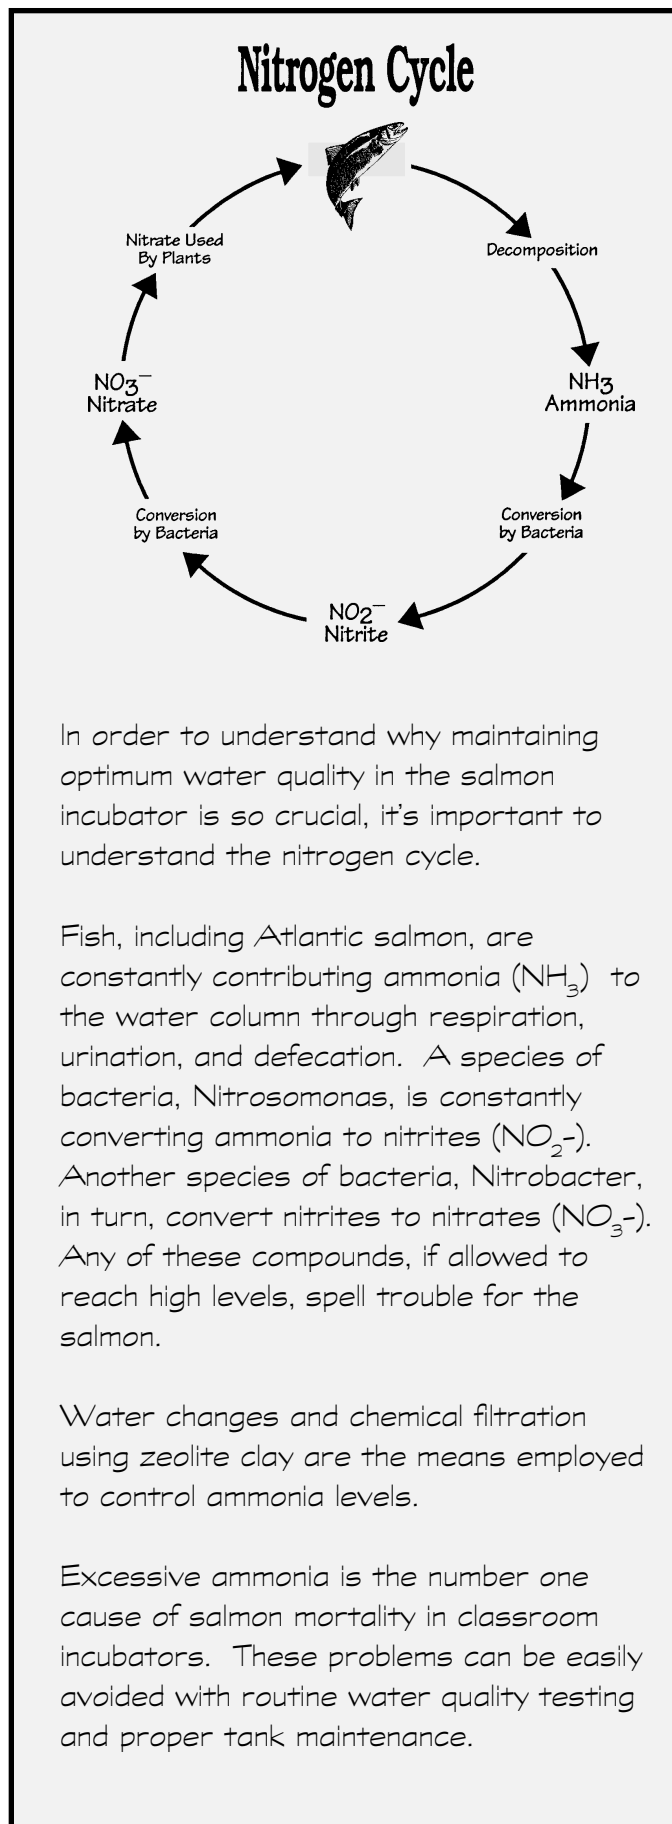 Nitrogen Cycle
Nitrate Used
By Plants
Decomposition
NO3–
Nitrate
NH3
Ammonia
Conversion
by Bacteria
Conversion
by Bacteria
NO2–
Nitrite
In order to understand why maintaining
optimum water quality in the salmon
incubator is so crucial, it's important to
understand the nitrogen cycle.
Fish, including Atlantic salmon, are
constantly contributing ammonia (NH3) to
the water column through respiration,
urination, and defecation. A species of
bacteria, Nitrosomonas, is constantly
converting ammonia to nitrites (NO2-).
Another species of bacteria, Nitrobacter,
in turn, convert nitrites to nitrates (NO3-).
Any of these compounds, if allowed to
reach high levels, spell trouble for the
salmon.
Water changes and chemical filtration
using zeolite clay are the means employed
to control ammonia levels.
Excessive ammonia is the number one
cause of salmon mortality in classroom
incubators. These problems can be easily
avoided with routine water quality testing
and proper tank maintenance.